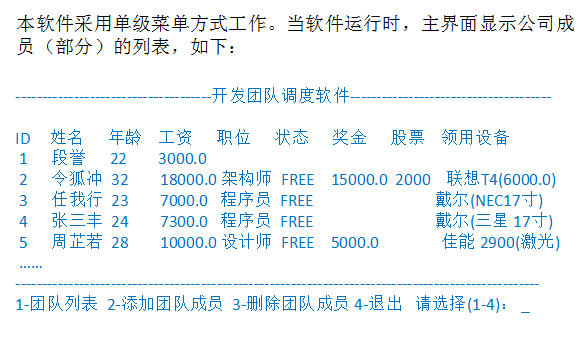 本软件采用单级菜单方式工作。当软件运行时，主界面显示公司成
员（部分）的列表，如下：
-------------------------------------开发团队调度软件--------------------------------------
ID 姓名 年龄 工资 职位 状态 奖金 股票 领用设备
1 段誉 22 3000.0
2 令狐冲 32 18000.0 架构师 FREE 15000.0 2000 联想T4(6000.0)
3 任我行 23 7000.0 程序员 FREE 戴尔(NEC17寸)
4 张三丰 24 7300.0 程序员 FREE 戴尔(三星 17寸)
5 周芷若 28 10000.0 设计师 FREE 5000.0 佳能 2900(激光)
……
----------------------------------------------------------------------------------------------------
1-团队列表 2-添加团队成员 3-删除团队成员 4-退出 请选择(1-4)： _